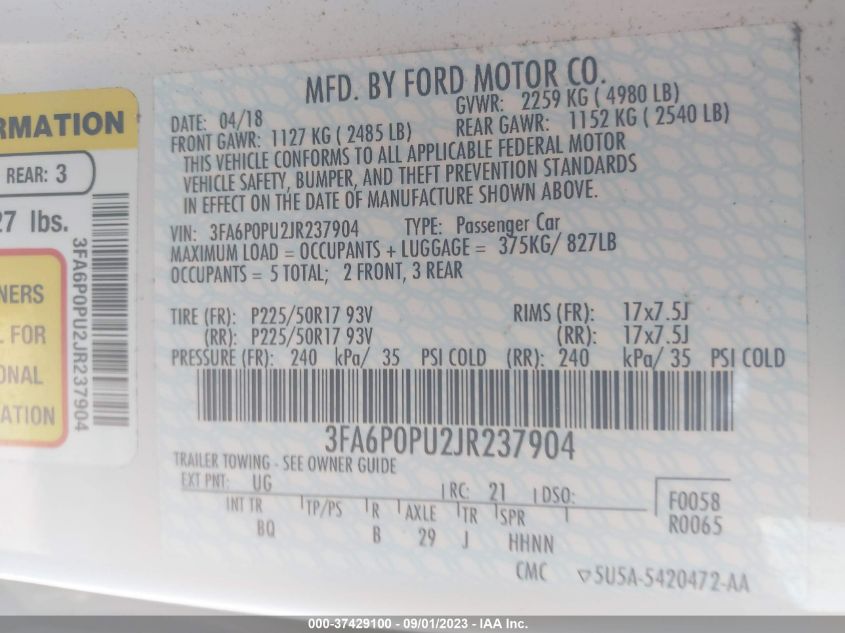 RMATION
REAR: 3
27 lbs.
3FA6P0PU2JR237904
NERS
L FOR
ONAL
ATION
MFD. BY FORD MOTOR CO.
DATE: 04/18
GVWR: 2259 KG ( 4980 LB)
FRONT GAWR: 1127 KG ( 2485 LB)
REAR GAWR: 1152 KG ( 2540 LB)
THIS VEHICLE CONFORMS TO ALL APPLICABLE FEDERAL MOTOR
VEHICLE SAFETY, BUMPER, AND THEFT PREVENTION STANDARDS
IN EFFECT ON THE DATE OF MANUFACTURE SHOWN ABOVE.
VIN: 3FA6P0PU2JR237904 TYPE: Passenger Car
MAXIMUM LOAD = OCCUPANTS + LUGGAGE = 375KG/ 827LB
OCCUPANTS = 5 TOTAL; 2 FRONT, 3 REAR
TIRE (FR): P225/50R17 93V RIMS (FR): 17x7.5J
(RR): P225/50R17 93V (RR): 17x7.5J
PRESSURE (FR): 240 kPa/ 35 PSI COLD (RR): 240 kPa/ 35 PSI COLD
3FA6P0PU2JR237904
TRAILER TOWING - SEE OWNER GUIDE
EXT PNT: UG RC: 21 DSO:
INT TR TP/PS R AXLE TR SPR
BQ B 29 J HHNN
F0058
R0065
CMC ▽5U5A-5420472-AA
000-37429100 - 09/01/2023 - IAA Inc.